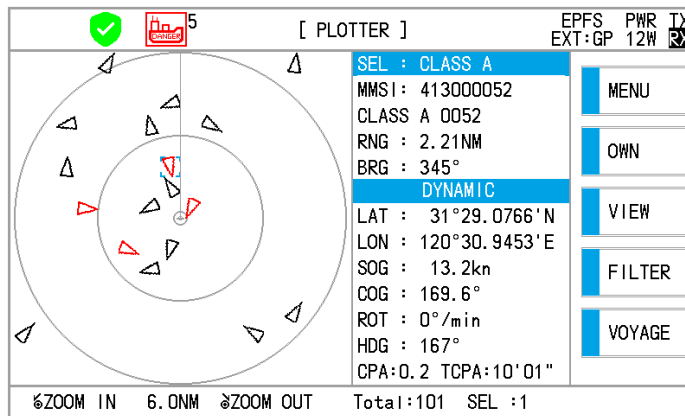 DANGER 5 [ PLOTTER ] EPFS PWR TX
EXT:GP 12W RX
SEL : CLASS A
MMSI: 413000052
CLASS A 0052
RNG : 2.21NM
BRG : 345°
DYNAMIC
LAT : 31°29.0766'N
LON : 120°30.9453'E
SOG : 13.2kn
COG : 169.6°
ROT : 0°/min
HDG : 167°
CPA:0.2 TCPA:10'01"
MENU
OWN
VIEW
FILTER
VOYAGE
ZOOM IN 6.0NM ZOOM OUT Total:101 SEL :1